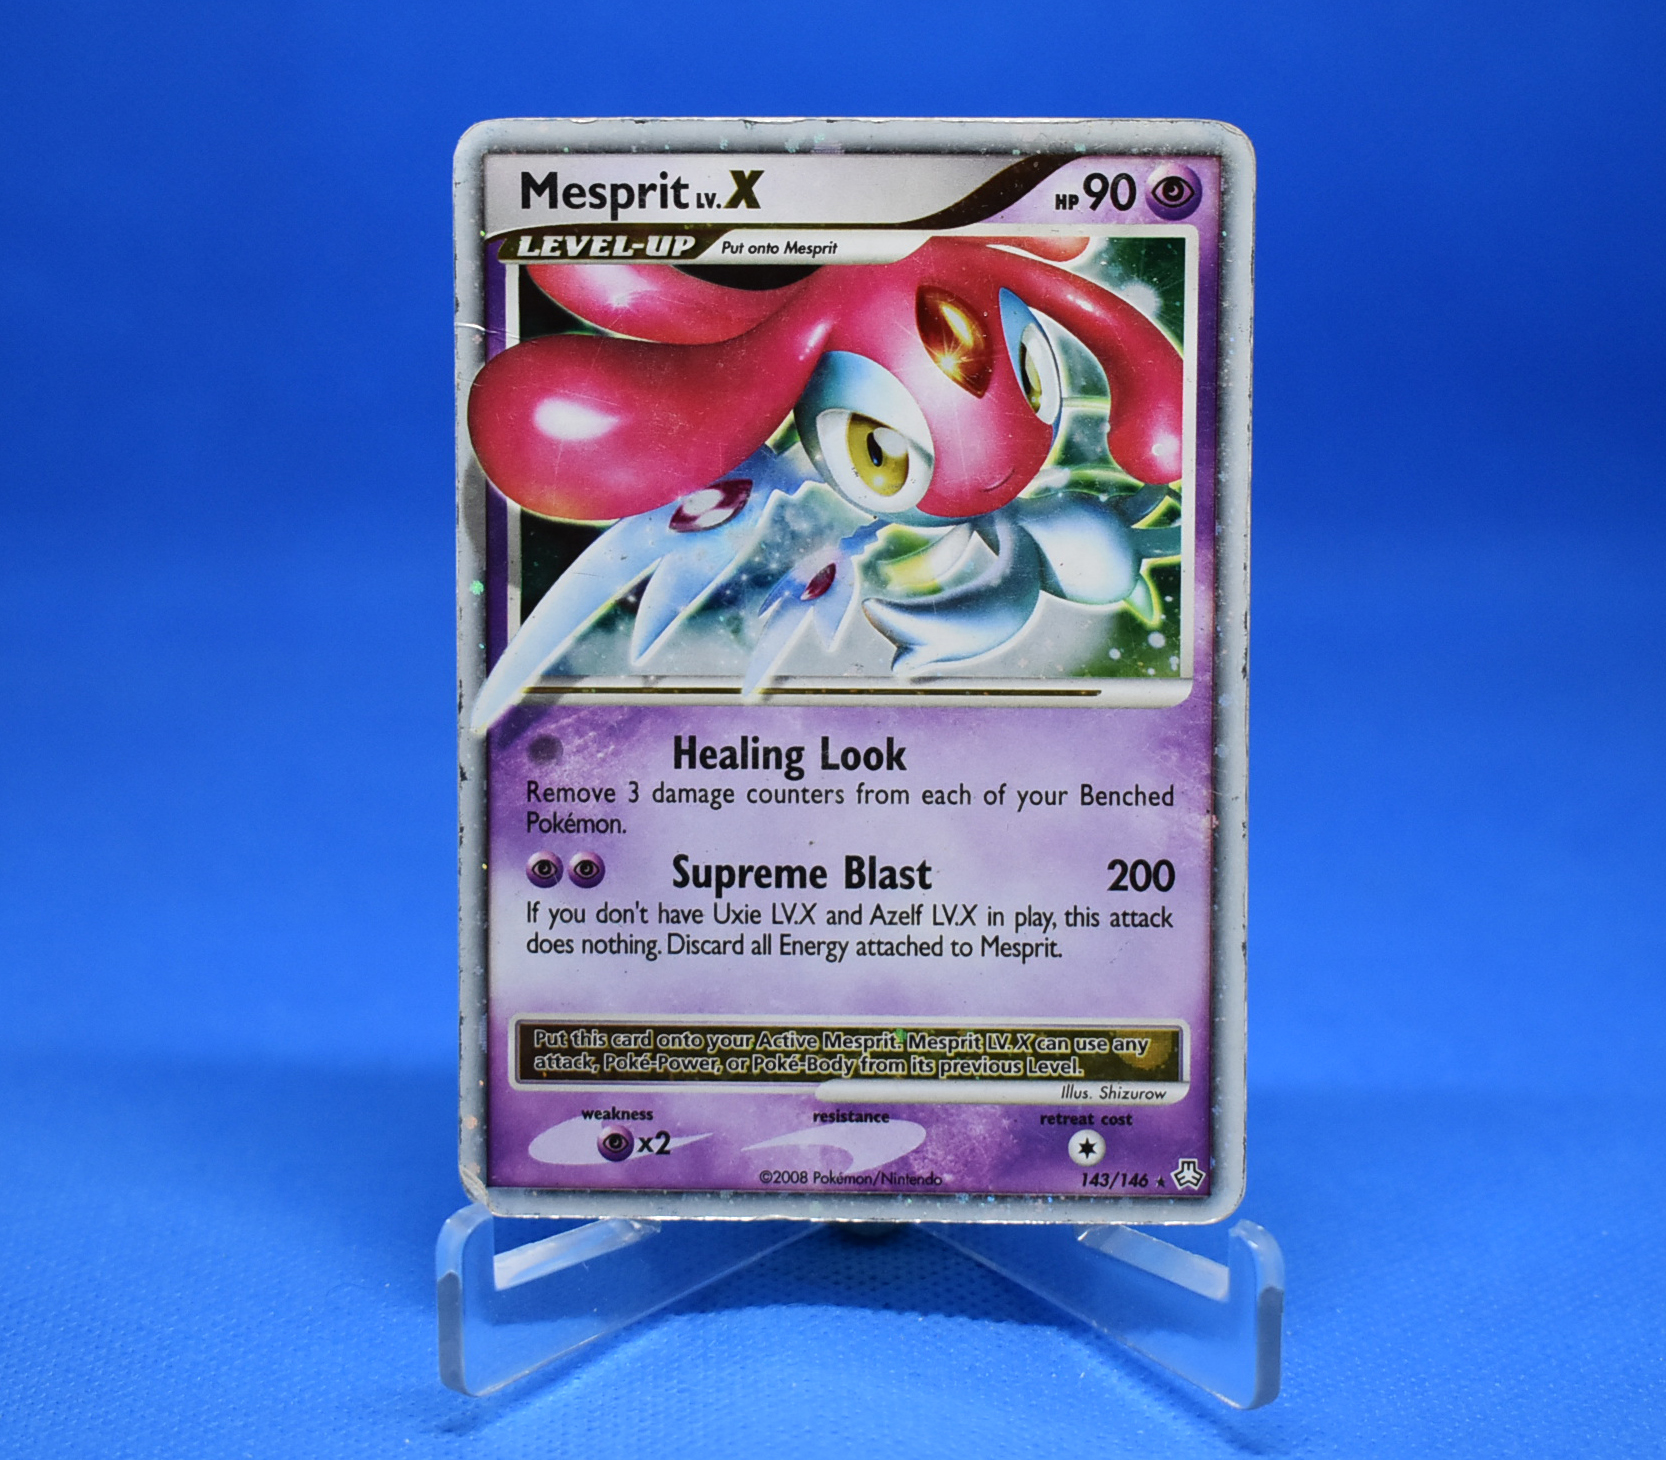 Mesprit LV.X HP 90
LEVEL-UP Put onto Mesprit
Healing Look
Remove 3 damage counters from each of your Benched
Pokémon.
Supreme Blast 200
If you don't have Uxie LV.X and Azelf LV.X in play, this attack
does nothing. Discard all Energy attached to Mesprit.
Put this card onto your Active Mesprit. Mesprit LV.X can use any
attack, Poké-Power, or Poké-Body from its previous Level.
Illus. Shizurow
weakness resistance retreat cost
x2
©2008 Pokémon/Nintendo 143/146